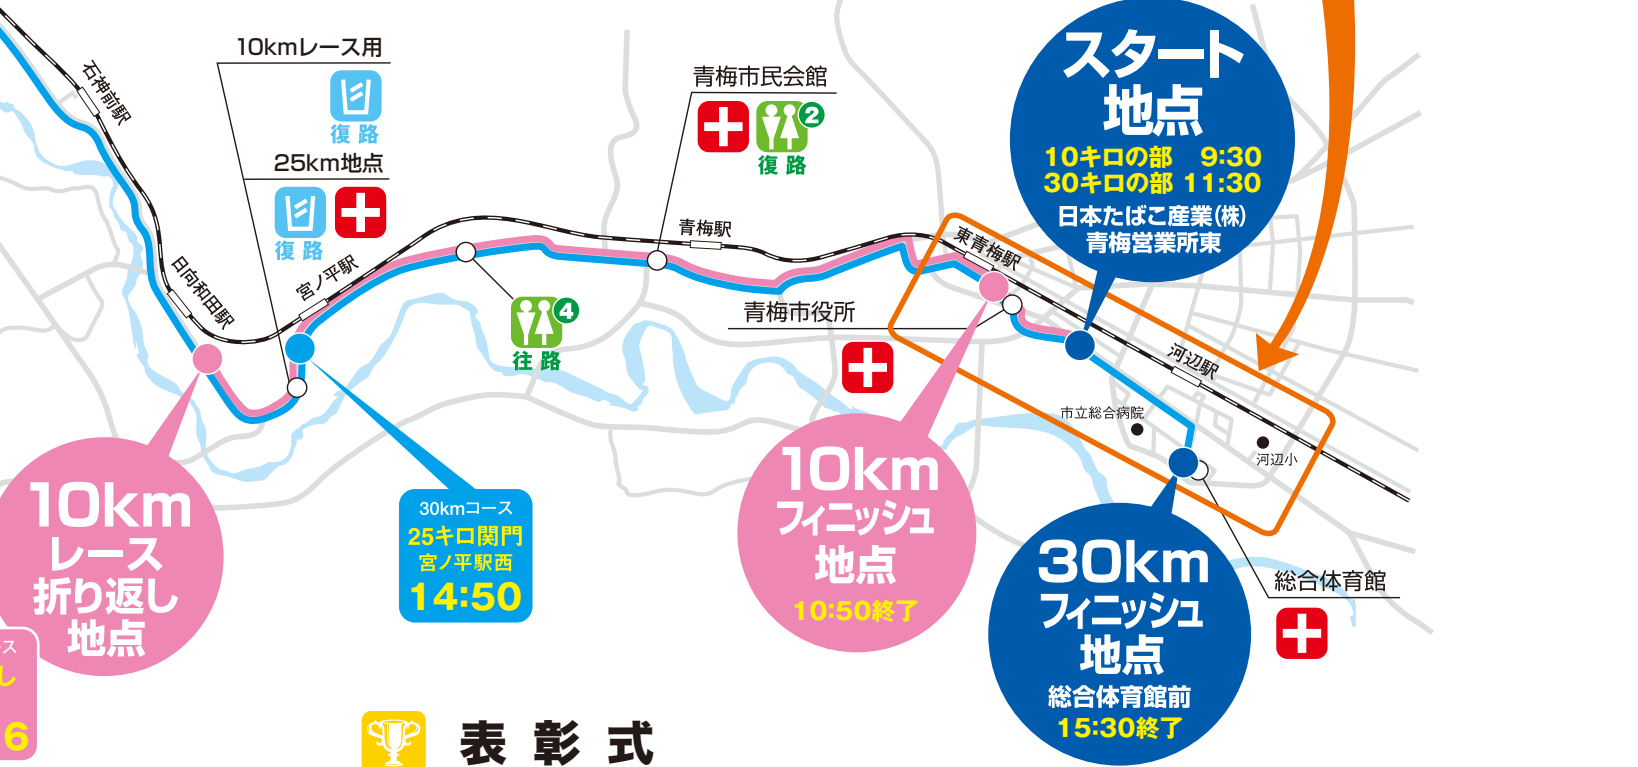 10kmレース用
復路
25km地点
復路
石神前駅
日向和田駅
宮ノ平駅
青梅市民会館
2
復路
青梅駅
4
往路
青梅市役所
東青梅駅
河辺駅
市立総合病院
河辺小
スタート
地点
10キロの部 9:30
30キロの部 11:30
日本たばこ産業(株)
青梅営業所東
10km
レース
折り返し
地点
ース
し
6
30kmコース
25キロ関門
宮ノ平駅西
14:50
10km
フィニッシュ
地点
10:50終了
30km
フィニッシュ
地点
総合体育館前
15:30終了
総合体育館
表彰式